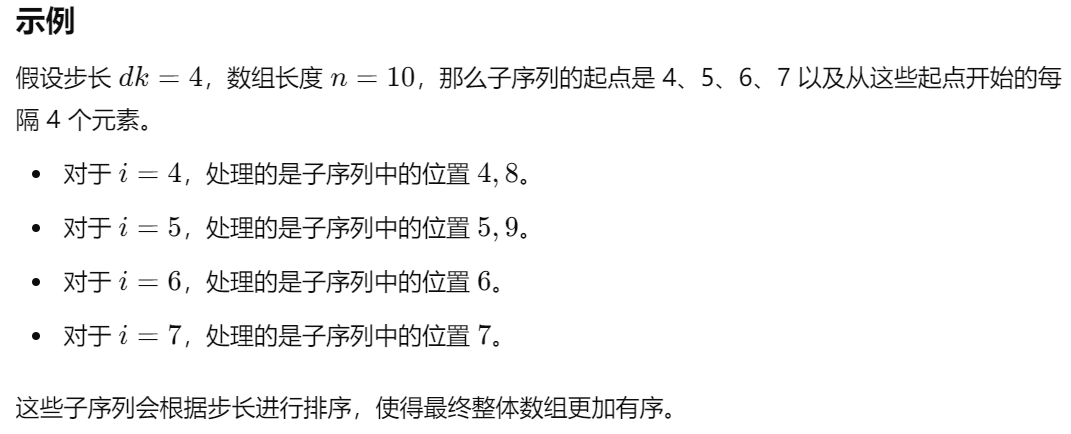 示例
假设步长 dk = 4，数组长度 n = 10，那么子序列的起点是 4、5、6、7 以及从这些起点开始的每
隔 4 个元素。
• 对于 i = 4，处理的是子序列中的位置 4, 8。
• 对于 i = 5，处理的是子序列中的位置 5, 9。
• 对于 i = 6，处理的是子序列中的位置 6。
• 对于 i = 7，处理的是子序列中的位置 7。
这些子序列会根据步长进行排序，使得最终整体数组更加有序。